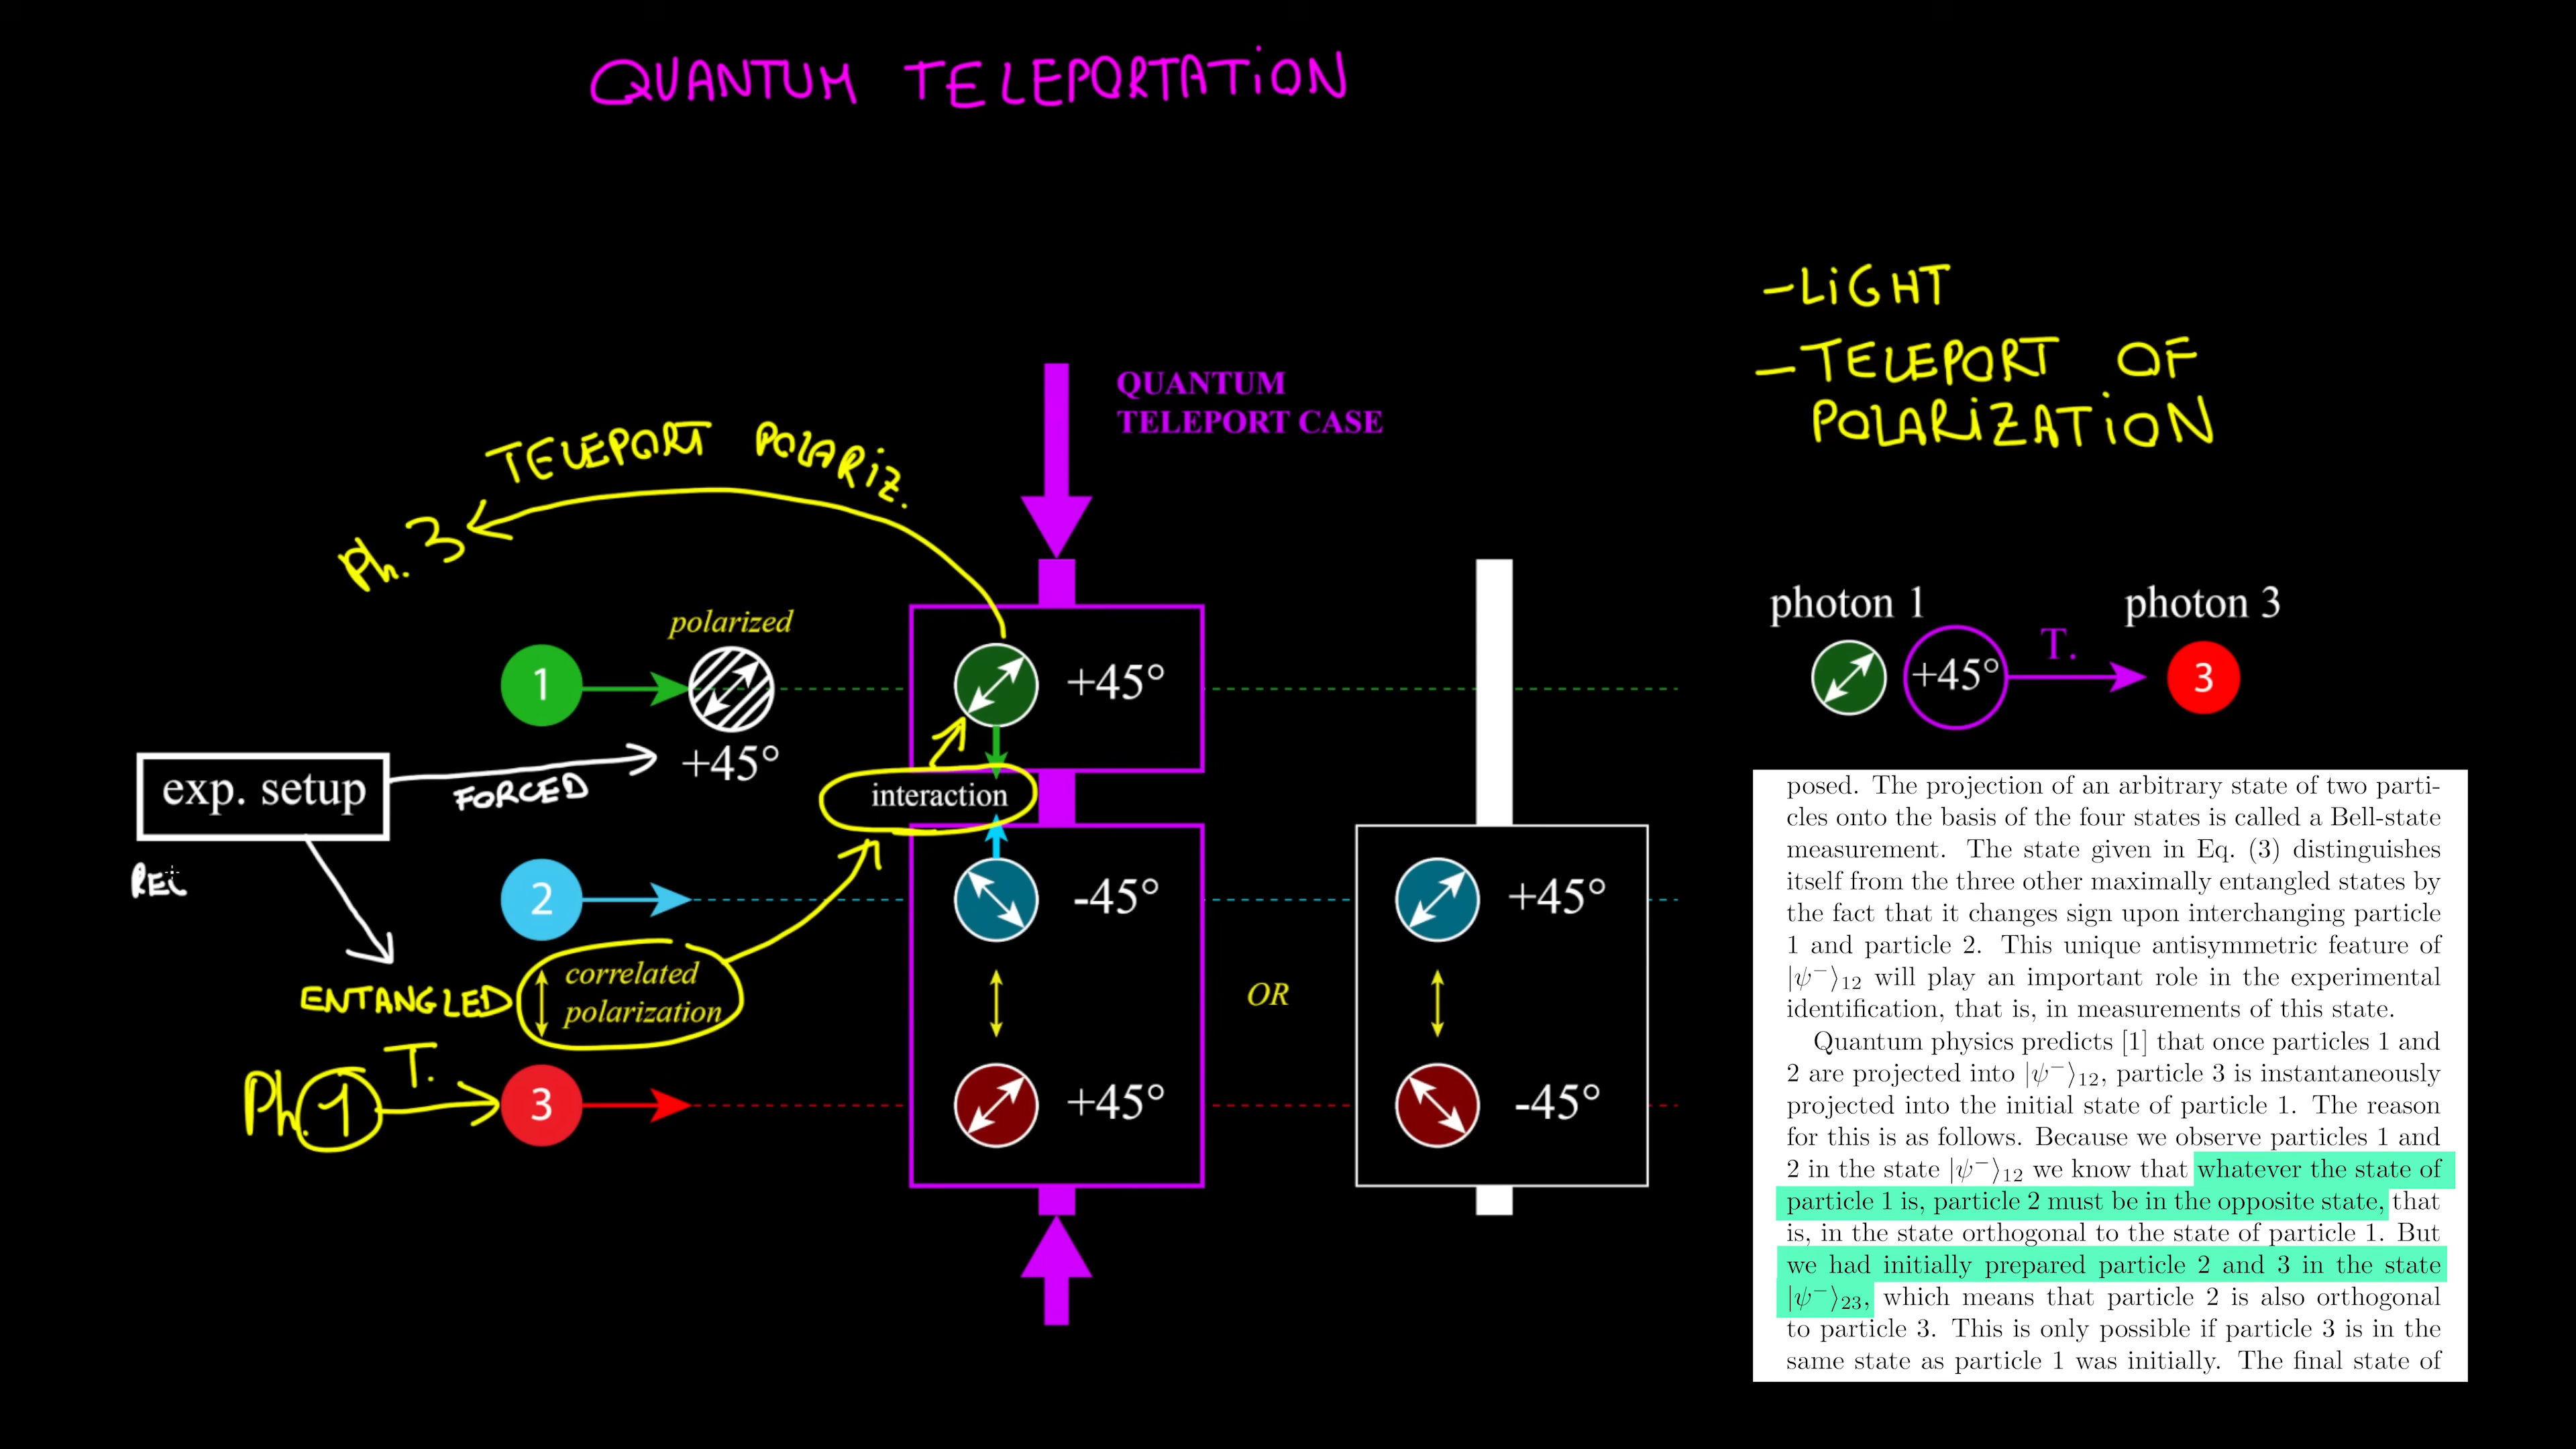 QUANTUM TELEPORTATION
-LiGHT
-TELEPORT OF
POLARiZATiON
QUANTUM
TELEPORT CASE
TELEPORT POLARiZ.
Ph. 3
polarized
1
+45°
+45°
exp. setup
FORCED
interaction
REC
2
-45°
+45°
ENTANGLED
correlated
polarization
OR
Ph. 1
T.
3
+45°
-45°
photon 1
photon 3
+45°
T.
3
posed. The projection of an arbitrary state of two parti-
cles onto the basis of the four states is called a Bell-state
measurement. The state given in Eq. (3) distinguishes
itself from the three other maximally entangled states by
the fact that it changes sign upon interchanging particle
1 and particle 2. This unique antisymmetric feature of
|ψ⁻⟩₁₂ will play an important role in the experimental
identification, that is, in measurements of this state.
Quantum physics predicts [1] that once particles 1 and
2 are projected into |ψ⁻⟩₁₂, particle 3 is instantaneously
projected into the initial state of particle 1. The reason
for this is as follows. Because we observe particles 1 and
2 in the state |ψ⁻⟩₁₂ we know that whatever the state of
particle 1 is, particle 2 must be in the opposite state, that
is, in the state orthogonal to the state of particle 1. But
we had initially prepared particle 2 and 3 in the state
|ψ⁻⟩₂₃, which means that particle 2 is also orthogonal
to particle 3. This is only possible if particle 3 is in the
same state as particle 1 was initially. The final state of